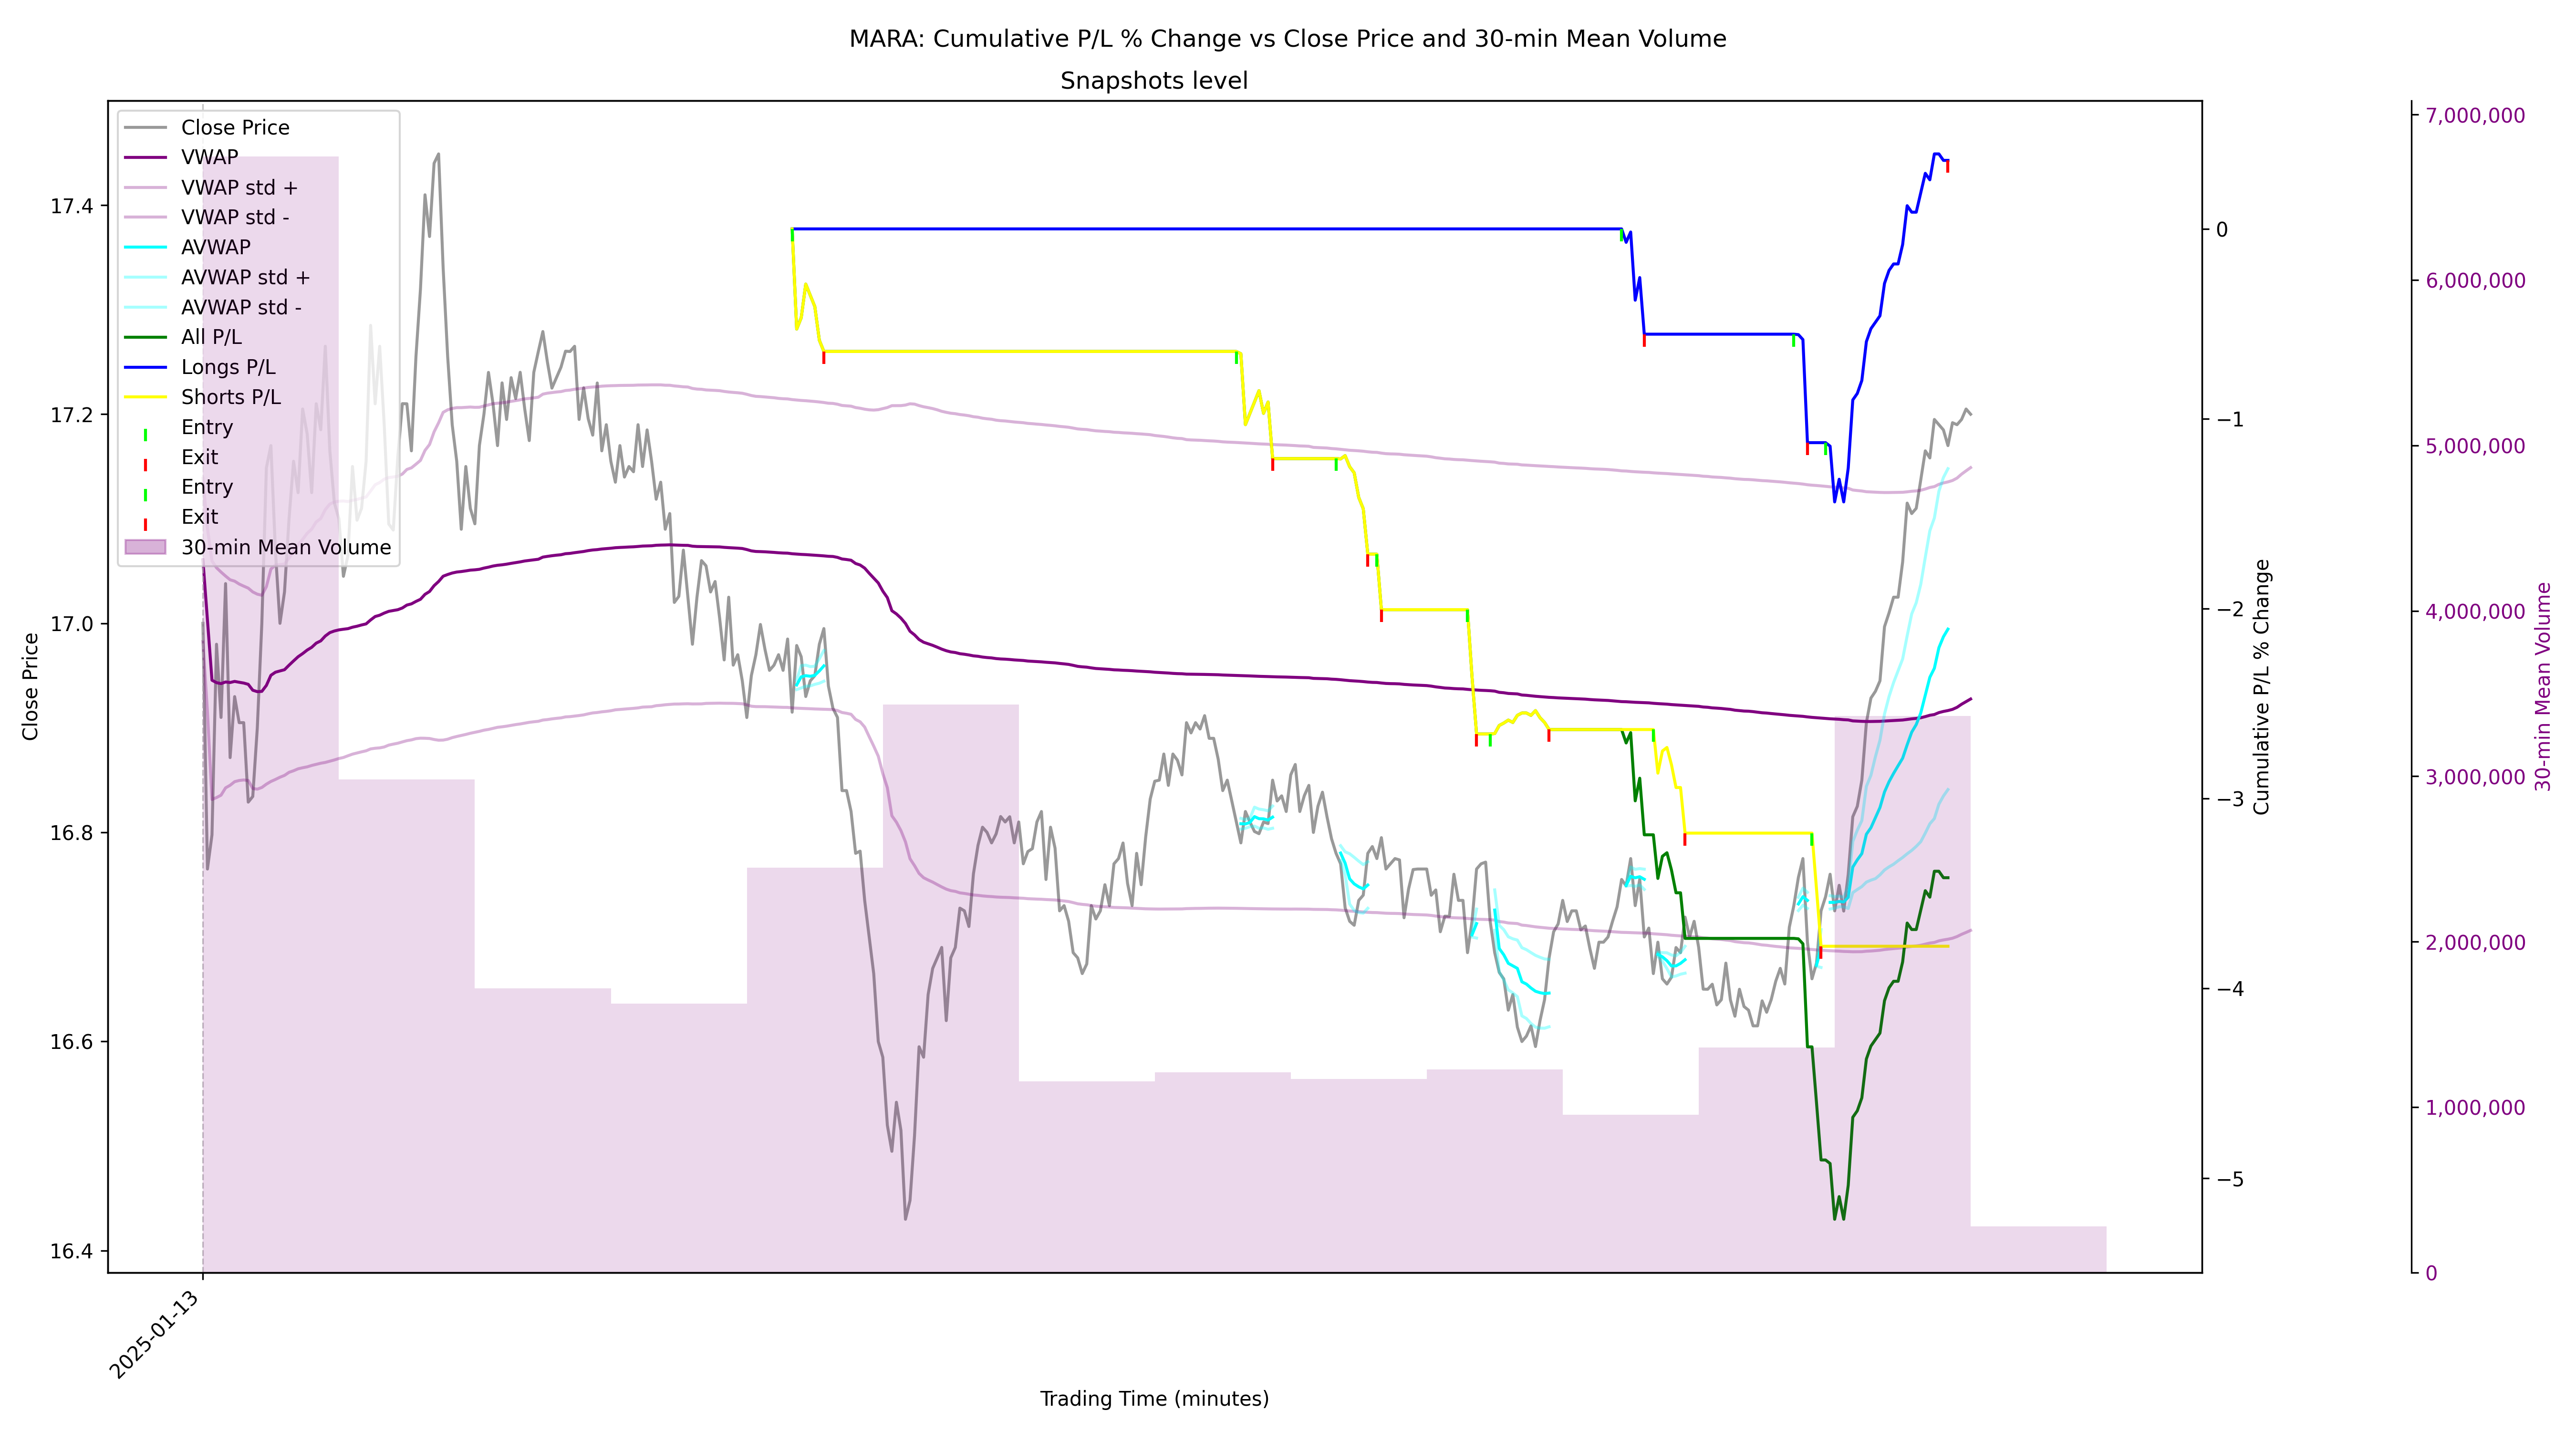 MARA: Cumulative P/L % Change vs Close Price and 30-min Mean Volume
Snapshots level
Close Price
VWAP
VWAP std +
VWAP std -
AVWAP
AVWAP std +
AVWAP std -
All P/L
Longs P/L
Shorts P/L
Entry
Exit
Entry
Exit
30-min Mean Volume
Close Price
17.4
17.2
17.0
16.8
16.6
16.4
0
−1
−2
−3
−4
−5
Cumulative P/L % Change
7,000,000
6,000,000
5,000,000
4,000,000
3,000,000
2,000,000
1,000,000
0
30-min Mean Volume
2025-01-13
Trading Time (minutes)